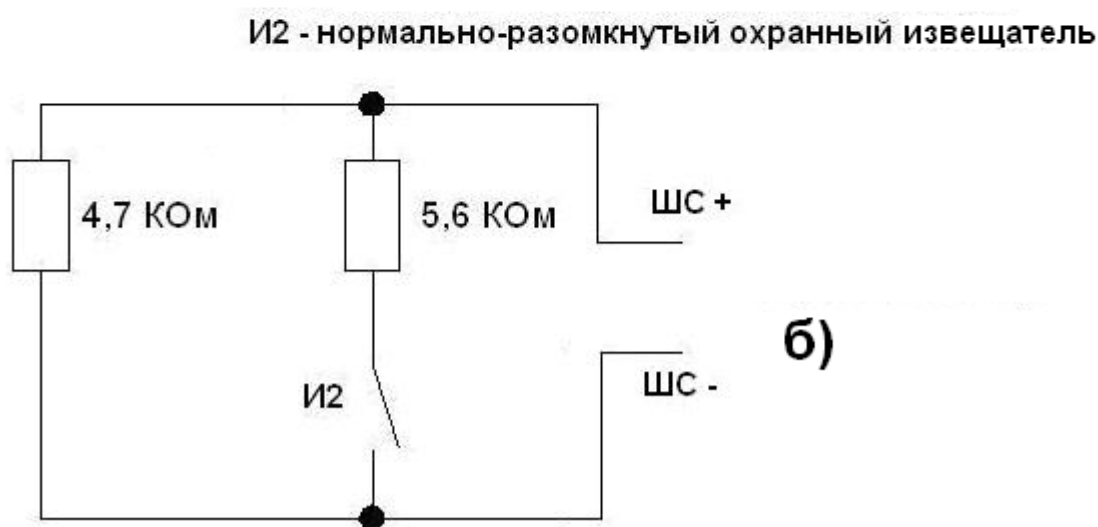 И2 - нормально-разомкнутый охранный извещатель
4,7 КОм
5,6 КОм
ШС +
б)
ШС -
И2